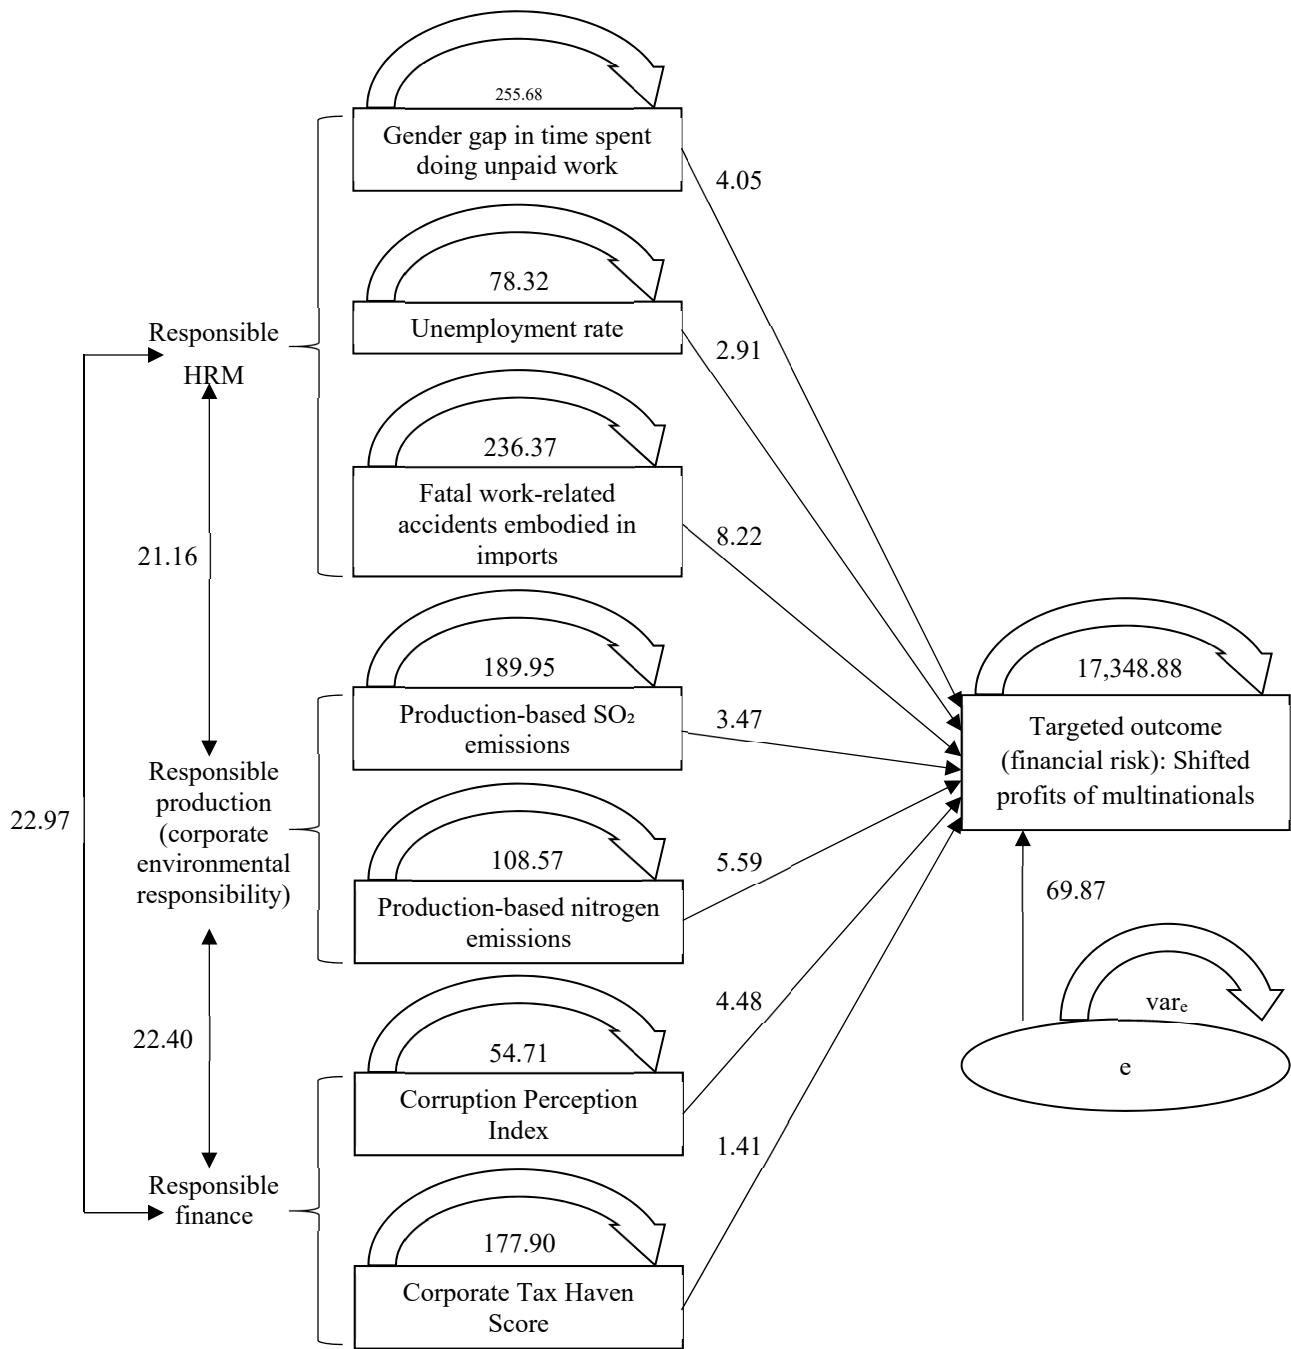 255.68
Gender gap in time spent
doing unpaid work
4.05
78.32
Unemployment rate
2.91
Responsible
HRM
236.37
Fatal work-related
accidents embodied in
imports
8.22
21.16
189.95
Production-based SO₂
emissions
3.47
17,348.88
Targeted outcome
(financial risk): Shifted
profits of multinationals
Responsible
production
(corporate
environmental
responsibility)
22.97
108.57
Production-based nitrogen
emissions
5.59
69.87
varₑ
e
22.40
54.71
Corruption Perception
Index
4.48
Responsible
finance
177.90
Corporate Tax Haven
Score
1.41